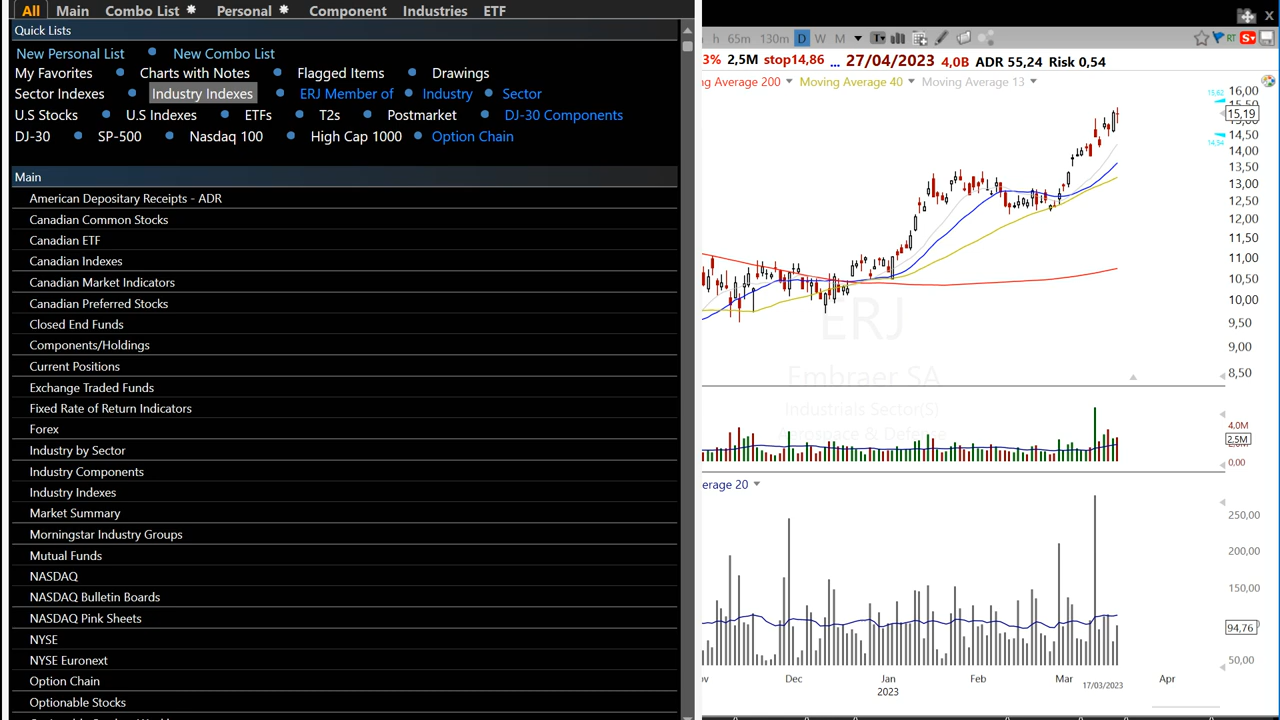 All Main Combo List * Personal * Component Industries ETF
Quick Lists
New Personal List New Combo List
My Favorites Charts with Notes Flagged Items Drawings
Sector Indexes Industry Indexes ERJ Member of Industry Sector
U.S Stocks U.S Indexes ETFs T2s Postmarket DJ-30 Components
DJ-30 SP-500 Nasdaq 100 High Cap 1000 Option Chain
Main
American Depositary Receipts - ADR
Canadian Common Stocks
Canadian ETF
Canadian Indexes
Canadian Market Indicators
Canadian Preferred Stocks
Closed End Funds
Components/Holdings
Current Positions
Exchange Traded Funds
Fixed Rate of Return Indicators
Forex
Industry by Sector
Industry Components
Industry Indexes
Market Summary
Morningstar Industry Groups
Mutual Funds
NASDAQ
NASDAQ Bulletin Boards
NASDAQ Pink Sheets
NYSE
NYSE Euronext
Option Chain
Optionable Stocks
h 65m 130m D W M T RT S
3% 2,5M stop14,86 ... 27/04/2023 4,0B ADR 55,24 Risk 0,54
ng Average 200 Moving Average 40 Moving Average 13
15,62
16,00
15,19
14,54
14,50
14,00
13,50
13,00
12,50
12,00
11,50
11,00
10,50
10,00
9,50
9,00
8,50
ERJ
Embraer SA
Industrials Sector(S)
Aerospace & Defense
4,0M
2,5M
0,00
erage 20
250,00
200,00
150,00
94,76
50,00
ov Dec Jan Feb Mar Apr
2023 17/03/2023